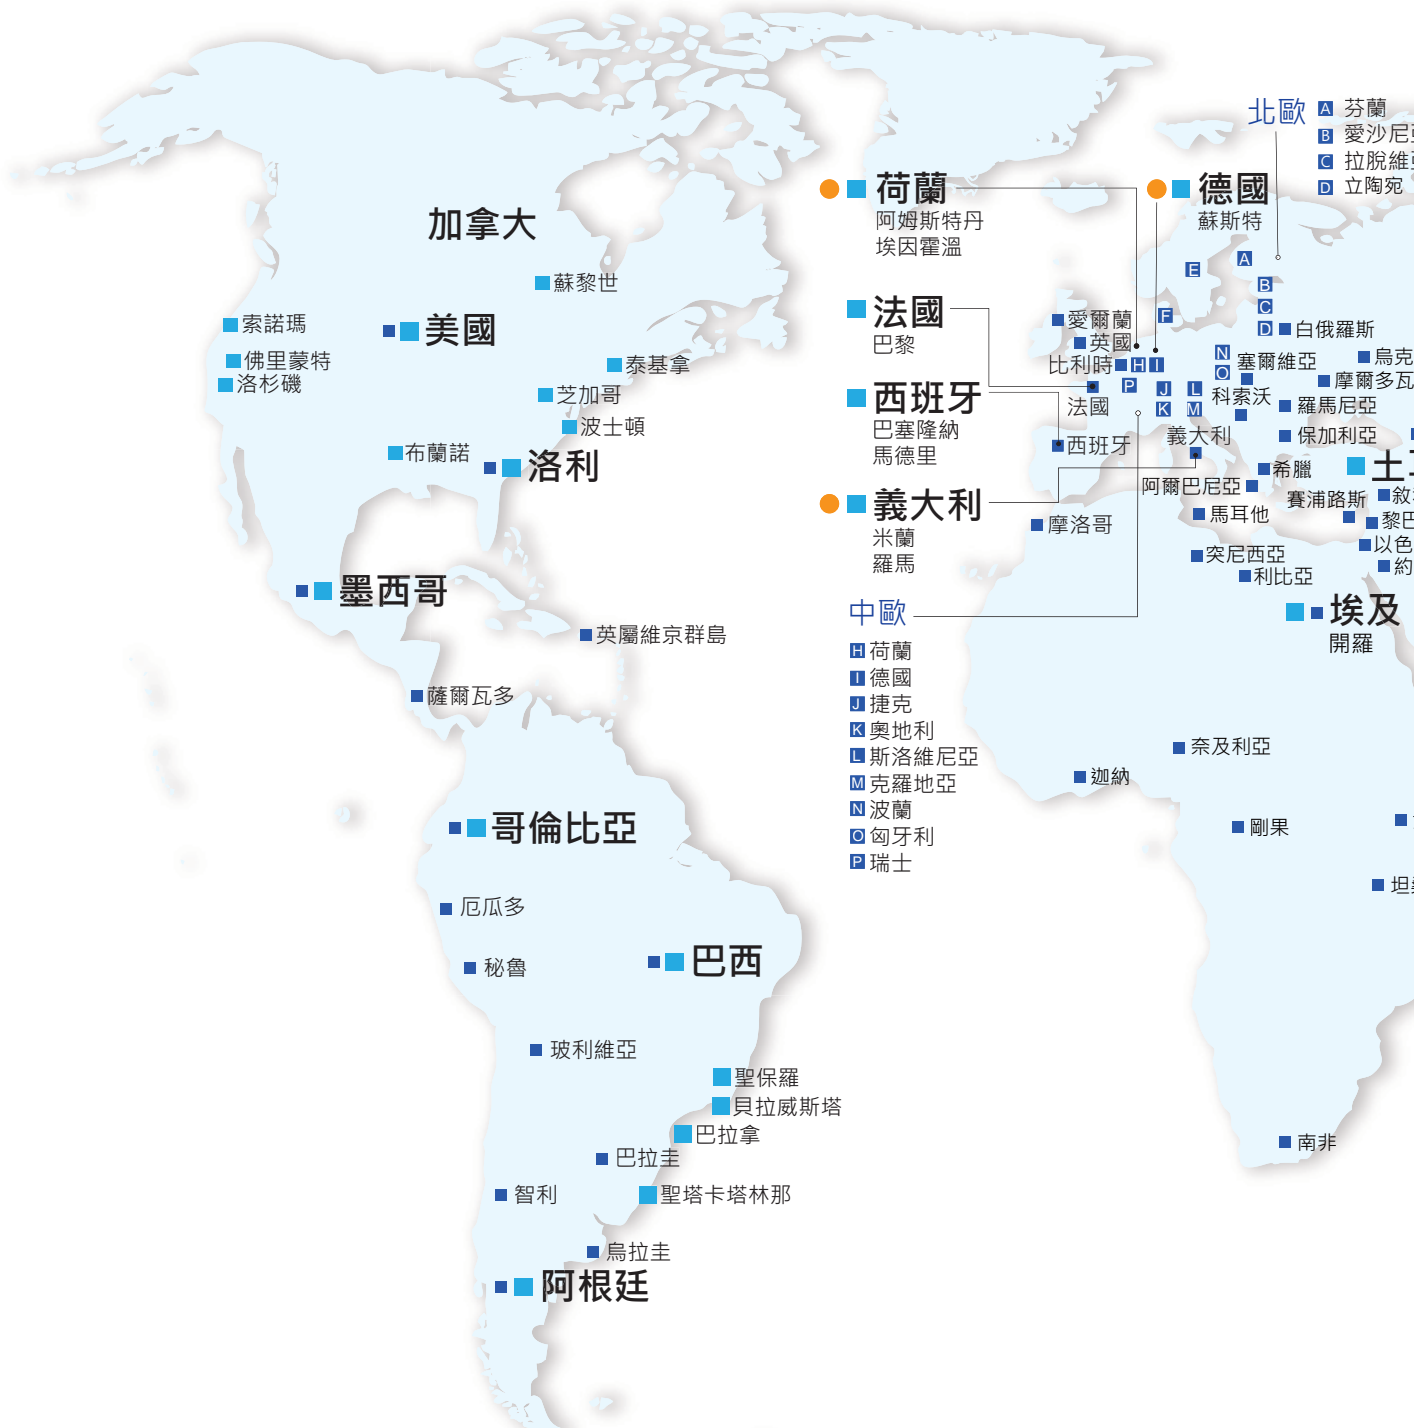 加拿大
蘇黎世
索諾瑪
美國
佛里蒙特
洛杉磯
泰基拿
芝加哥
波士頓
布蘭諾
洛利
墨西哥
英屬維京群島
薩爾瓦多
哥倫比亞
厄瓜多
巴西
秘魯
玻利維亞
聖保羅
貝拉威斯塔
巴拉拿
巴拉圭
智利
聖塔卡塔林那
烏拉圭
阿根廷
荷蘭
阿姆斯特丹
埃因霍溫
法國
巴黎
西班牙
巴塞隆納
馬德里
義大利
米蘭
羅馬
中歐
H 荷蘭
I 德國
J 捷克
K 奧地利
L 斯洛維尼亞
M 克羅地亞
N 波蘭
O 匈牙利
P 瑞士
德國
蘇斯特
北歐
A 芬蘭
B 愛沙尼
C 拉脫維
D 立陶宛
E
A
B
C
D
F
白俄羅斯
愛爾蘭
英國
比利時
H
I
N
O
塞爾維亞
烏克
P
J
L
摩爾多瓦
法國
K
M
科索沃
羅馬尼亞
西班牙
義大利
保加利亞
希臘
土
阿爾巴尼亞
賽浦路斯
敘
馬耳他
黎巴
摩洛哥
突尼西亞
以色
利比亞
約
埃及
開羅
奈及利亞
迦納
剛果
坦
南非